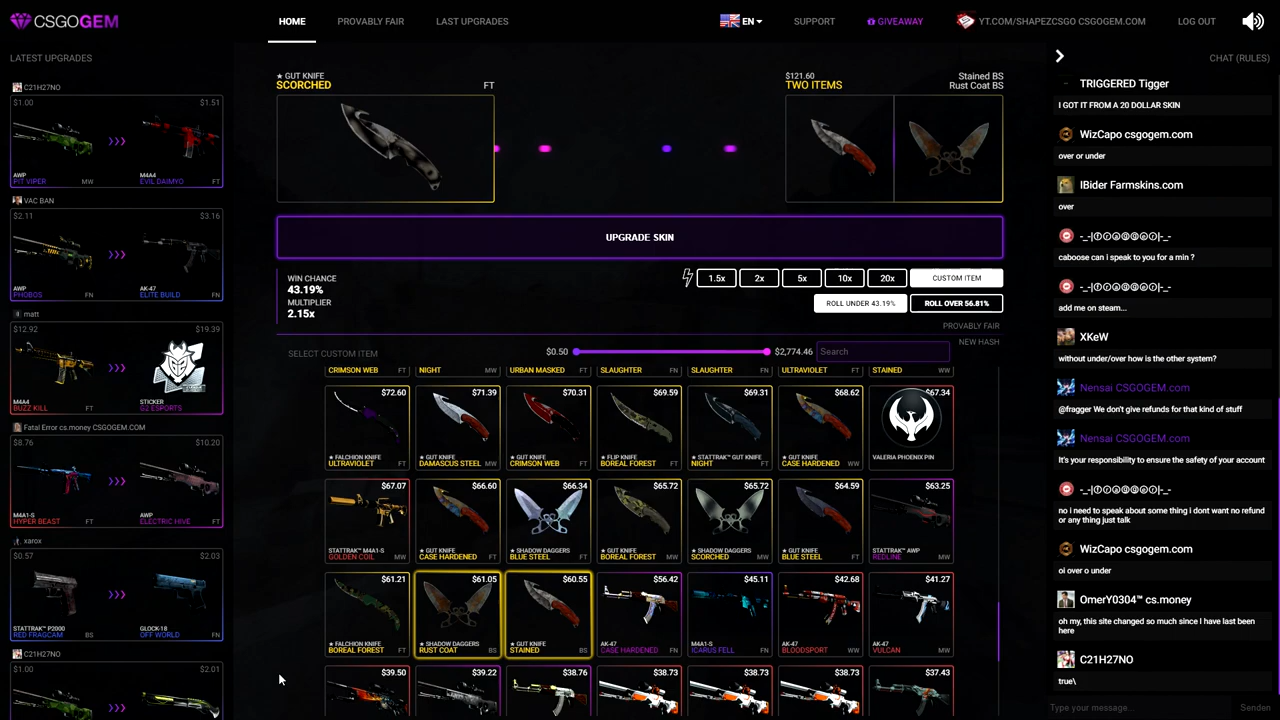 CSGOGEM
HOME
PROVABLY FAIR
LAST UPGRADES
EN
SUPPORT
GIVEAWAY
YT.COM/SHAPEZCSGO CSGOGEM.COM
LOG OUT
LATEST UPGRADES
C21H27NO
$1.00
$1.51
AWP
PIT VIPER MW
M4A4
EVIL DAIMYO FT
VAC BAN
$2.11
$3.16
AWP
PHOBOS FN
AK-47
ELITE BUILD FN
matt
$12.92
$19.39
M4A4
BUZZ KILL FT
STICKER
G2 ESPORTS
Fatal Error cs.money CSGOGEM.COM
$8.76
$10.20
M4A1-S
HYPER BEAST FT
AWP
ELECTRIC HIVE FT
xarox
$0.57
$2.03
STATTRAK™ P2000
RED FRAGCAM BS
GLOCK-18
OFF WORLD FN
C21H27NO
$1.00
$2.01
★ GUT KNIFE
SCORCHED
FT
$121.60
TWO ITEMS
Stained BS
Rust Coat BS
UPGRADE SKIN
WIN CHANCE
43.19%
MULTIPLIER
2.15x
1.5x
2x
5x
10x
20x
CUSTOM ITEM
ROLL UNDER 43.19%
ROLL OVER 56.81%
PROVABLY FAIR
NEW HASH
SELECT CUSTOM ITEM
$0.50
$2,774.46
Search
CRIMSON WEB FT
NIGHT MW
URBAN MASKED FT
SLAUGHTER FN
SLAUGHTER FN
ULTRAVIOLET FT
STAINED WW
$72.60
★ FALCHION KNIFE
ULTRAVIOLET FT
$71.39
★ GUT KNIFE
DAMASCUS STEEL MW
$70.31
★ GUT KNIFE
CRIMSON WEB FT
$69.59
★ FLIP KNIFE
BOREAL FOREST FT
$69.31
★ STATTRAK™ GUT KNIFE
NIGHT FT
$68.62
★ GUT KNIFE
CASE HARDENED WW
$67.34
VALERIA PHOENIX PIN
$67.07
STATTRAK™ M4A1-S
GOLDEN COIL MW
$66.60
★ GUT KNIFE
CASE HARDENED FT
$66.34
★ SHADOW DAGGERS
BLUE STEEL FT
$65.72
★ GUT KNIFE
BOREAL FOREST MW
$65.72
★ SHADOW DAGGERS
SCORCHED MW
$64.59
★ GUT KNIFE
BLUE STEEL FT
$63.25
STATTRAK™ AWP
REDLINE MW
$61.21
★ FALCHION KNIFE
BOREAL FOREST FT
$61.05
★ SHADOW DAGGERS
RUST COAT BS
$60.55
★ GUT KNIFE
STAINED BS
$56.42
AK-47
CASE HARDENED FN
$45.11
M4A1-S
ICARUS FELL FN
$42.68
AK-47
BLOODSPORT WW
$41.27
AK-47
VULCAN WW
$39.50
$39.22
$38.76
$38.73
$38.73
$38.73
$37.43
CHAT (RULES)
TRIGGERED Tigger
I GOT IT FROM A 20 DOLLAR SKIN
WizCapo csgogem.com
over or under
IBider Farmskins.com
over
caboose can i speak to you for a min ?
add me on steam...
XKeW
without under/over how is the other system?
Nensai CSGOGEM.com
@fragger We don't give refunds for that kind of stuff
Nensai CSGOGEM.com
It's your responsibility to ensure the safety of your account
no i need to speak about some thing i dont want no refund
or any thing just talk
WizCapo csgogem.com
oi over o under
OmerY0304™ cs.money
oh my, this site changed so much since I have last been
here
C21H27NO
true\
Type your message...
Senden